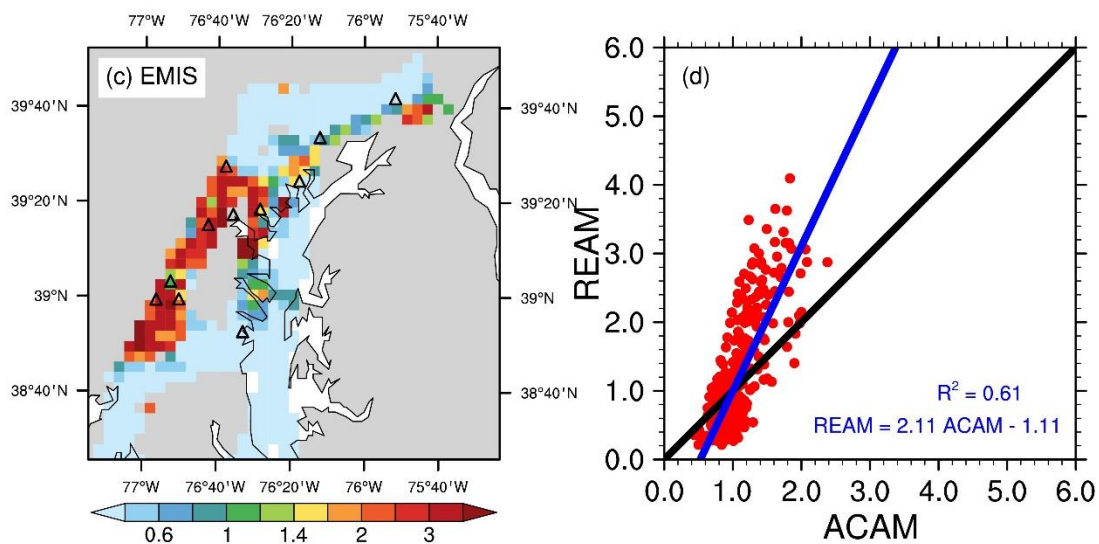 77°W 76°40'W 76°20'W 76°W 75°40'W
(c) EMIS
39°40'N 39°40'N
39°20'N 39°20'N
39°N 39°N
38°40'N 38°40'N
77°W 76°40'W 76°20'W 76°W 75°40'W
0.6 1 1.4 2 3
(d)
6.0
5.0
4.0
3.0
2.0
1.0
0.0
REAM
R² = 0.61
REAM = 2.11 ACAM - 1.11
0.0 1.0 2.0 3.0 4.0 5.0 6.0
ACAM